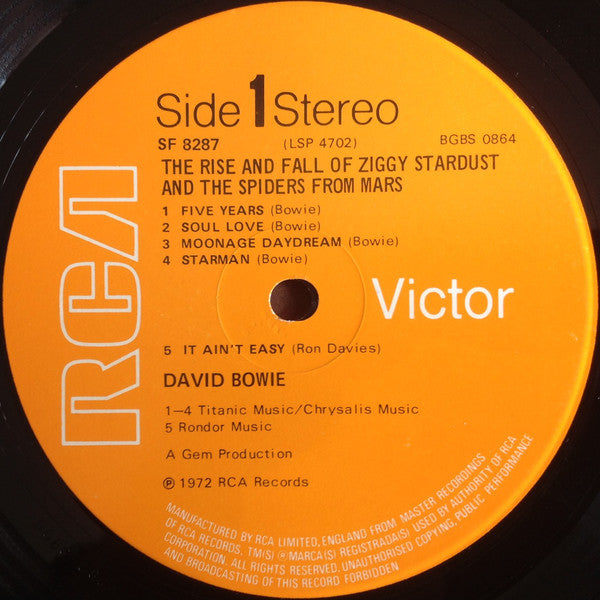 Side 1 Stereo
SF 8287 (LSP 4702) BGBS 0864
THE RISE AND FALL OF ZIGGY STARDUST
AND THE SPIDERS FROM MARS
1 FIVE YEARS (Bowie)
2 SOUL LOVE (Bowie)
3 MOONAGE DAYDREAM (Bowie)
4 STARMAN (Bowie)
RCA
Victor
5 IT AIN'T EASY (Ron Davies)
DAVID BOWIE
1—4 Titanic Music/Chrysalis Music
5 Rondor Music
A Gem Production
℗ 1972 RCA Records
MANUFACTURED BY RCA LIMITED, ENGLAND FROM MASTER RECORDINGS
OF RCA RECORDS, TM(S) ® MARCA(S) REGISTRADA(S) USED BY AUTHORITY OF RCA
CORPORATION. ALL RIGHTS RESERVED. UNAUTHORISED COPYING, PUBLIC PERFORMANCE
AND BROADCASTING OF THIS RECORD FORBIDDEN